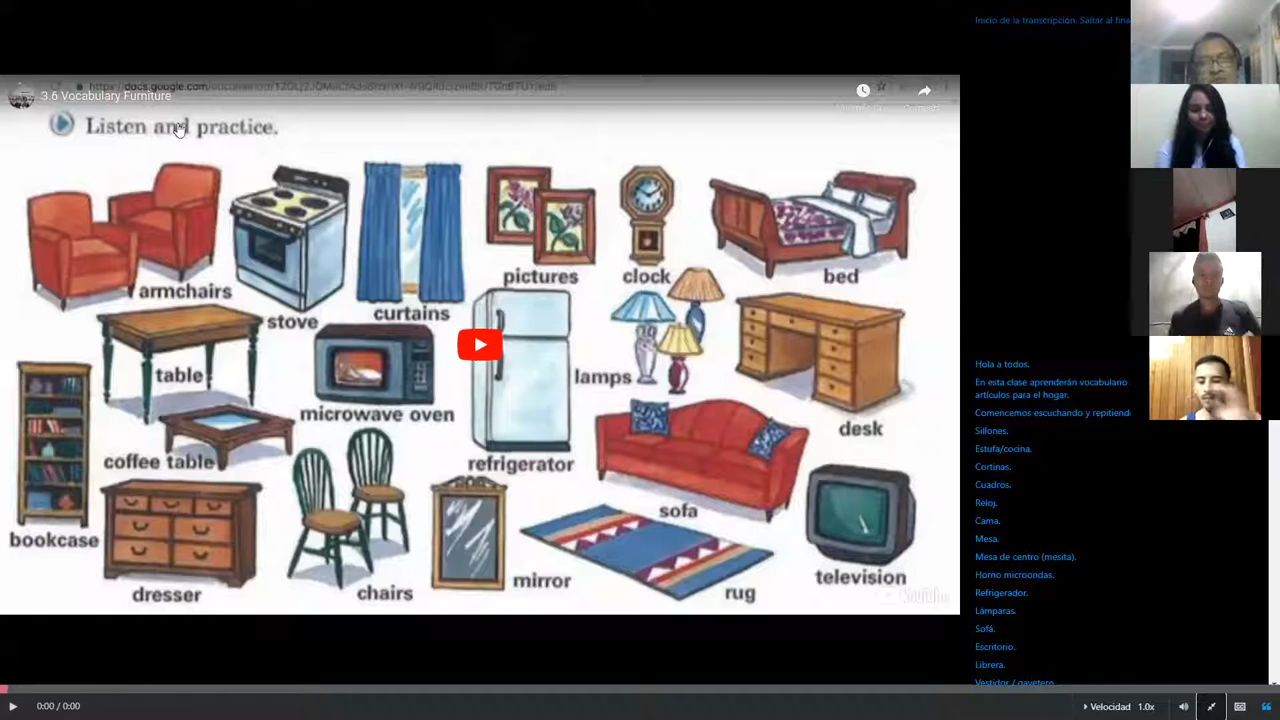 3.6 Vocabulary Furniture
Listen and practice.
armchairs
stove
curtains
pictures
clock
bed
table
microwave oven
lamps
desk
coffee table
refrigerator
sofa
bookcase
dresser
chairs
mirror
rug
television
YouTube
0:00 / 0:00
Inicio de la transcripción. Saltar al fina
Hola a todos.
En esta clase aprenderán vocabulario
artículos para el hogar.
Comencemos escuchando y repitiend
Sillones.
Estufa/cocina.
Cortinas.
Cuadros.
Reloj.
Cama.
Mesa.
Mesa de centro (mesita).
Horno microondas.
Refrigerador.
Lámparas.
Sofá.
Escritorio.
Librera.
Vestidor / gavetero.
Velocidad 1.0x